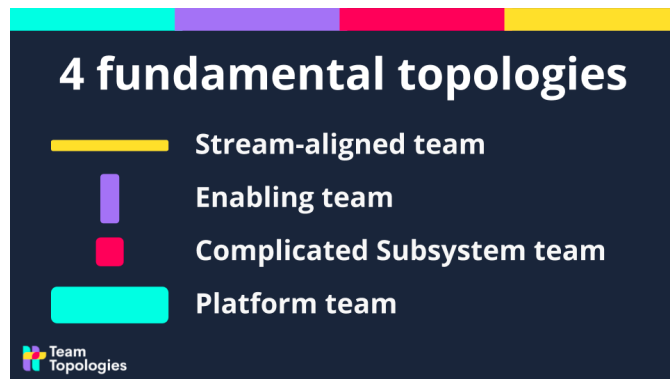 4 fundamental topologies
Stream-aligned team
Enabling team
Complicated Subsystem team
Platform team
Team
Topologies